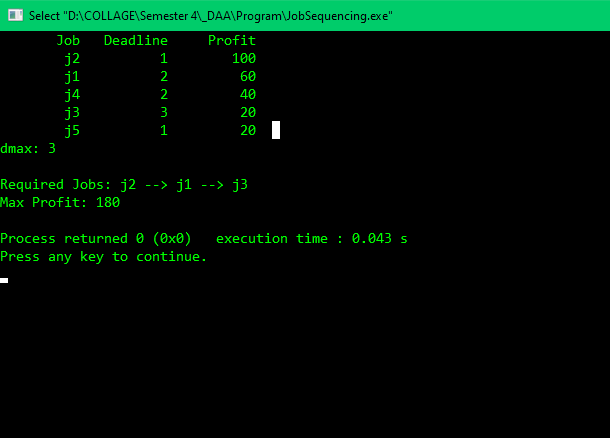 Select "D:\COLLAGE\Semester 4\_DAA\Program\JobSequencing.exe"
Job Deadline Profit
j2 1 100
j1 2 60
j4 2 40
j3 3 20
j5 1 20
dmax: 3
Required Jobs: j2 --> j1 --> j3
Max Profit: 180
Process returned 0 (0x0) execution time : 0.043 s
Press any key to continue.